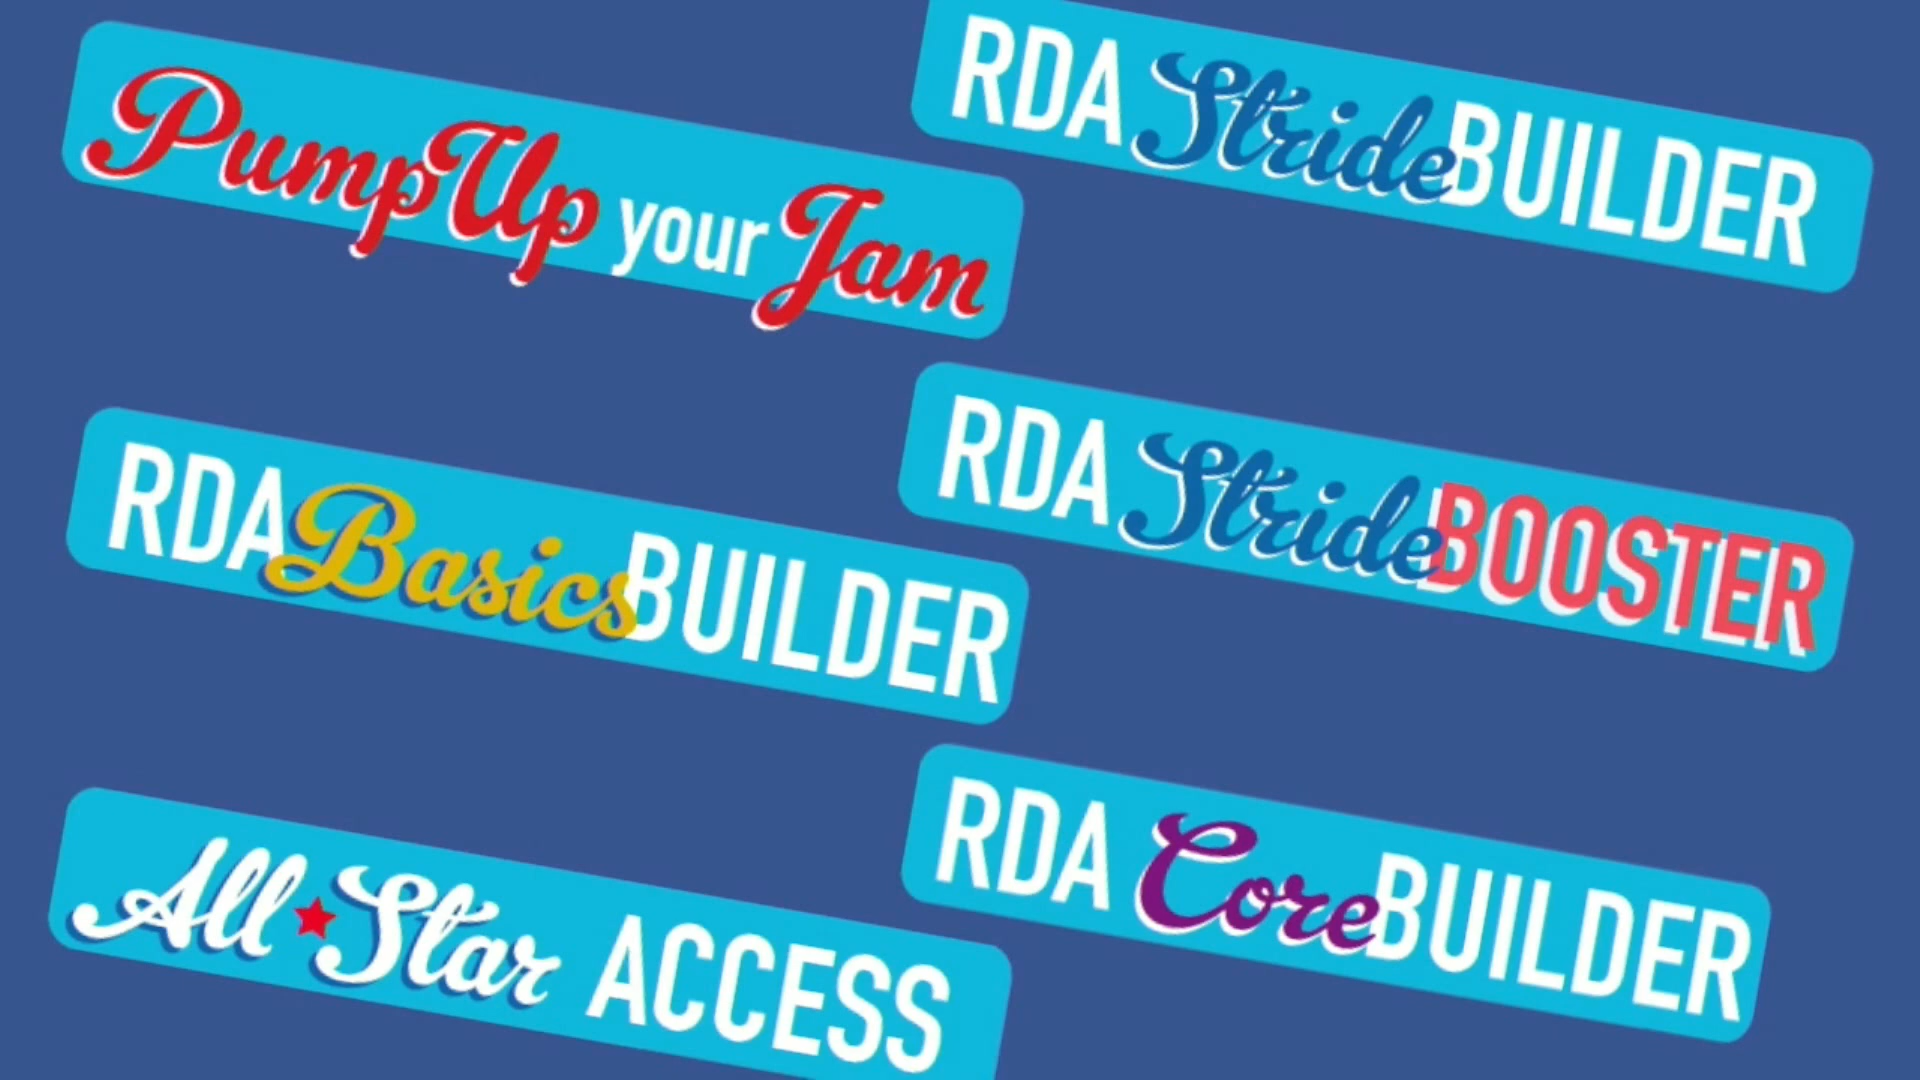 PumpUp your Jam
RDA Stride BUILDER
RDA Basics BUILDER
RDA Stride BOOSTER
All Star ACCESS
RDA Core BUILDER